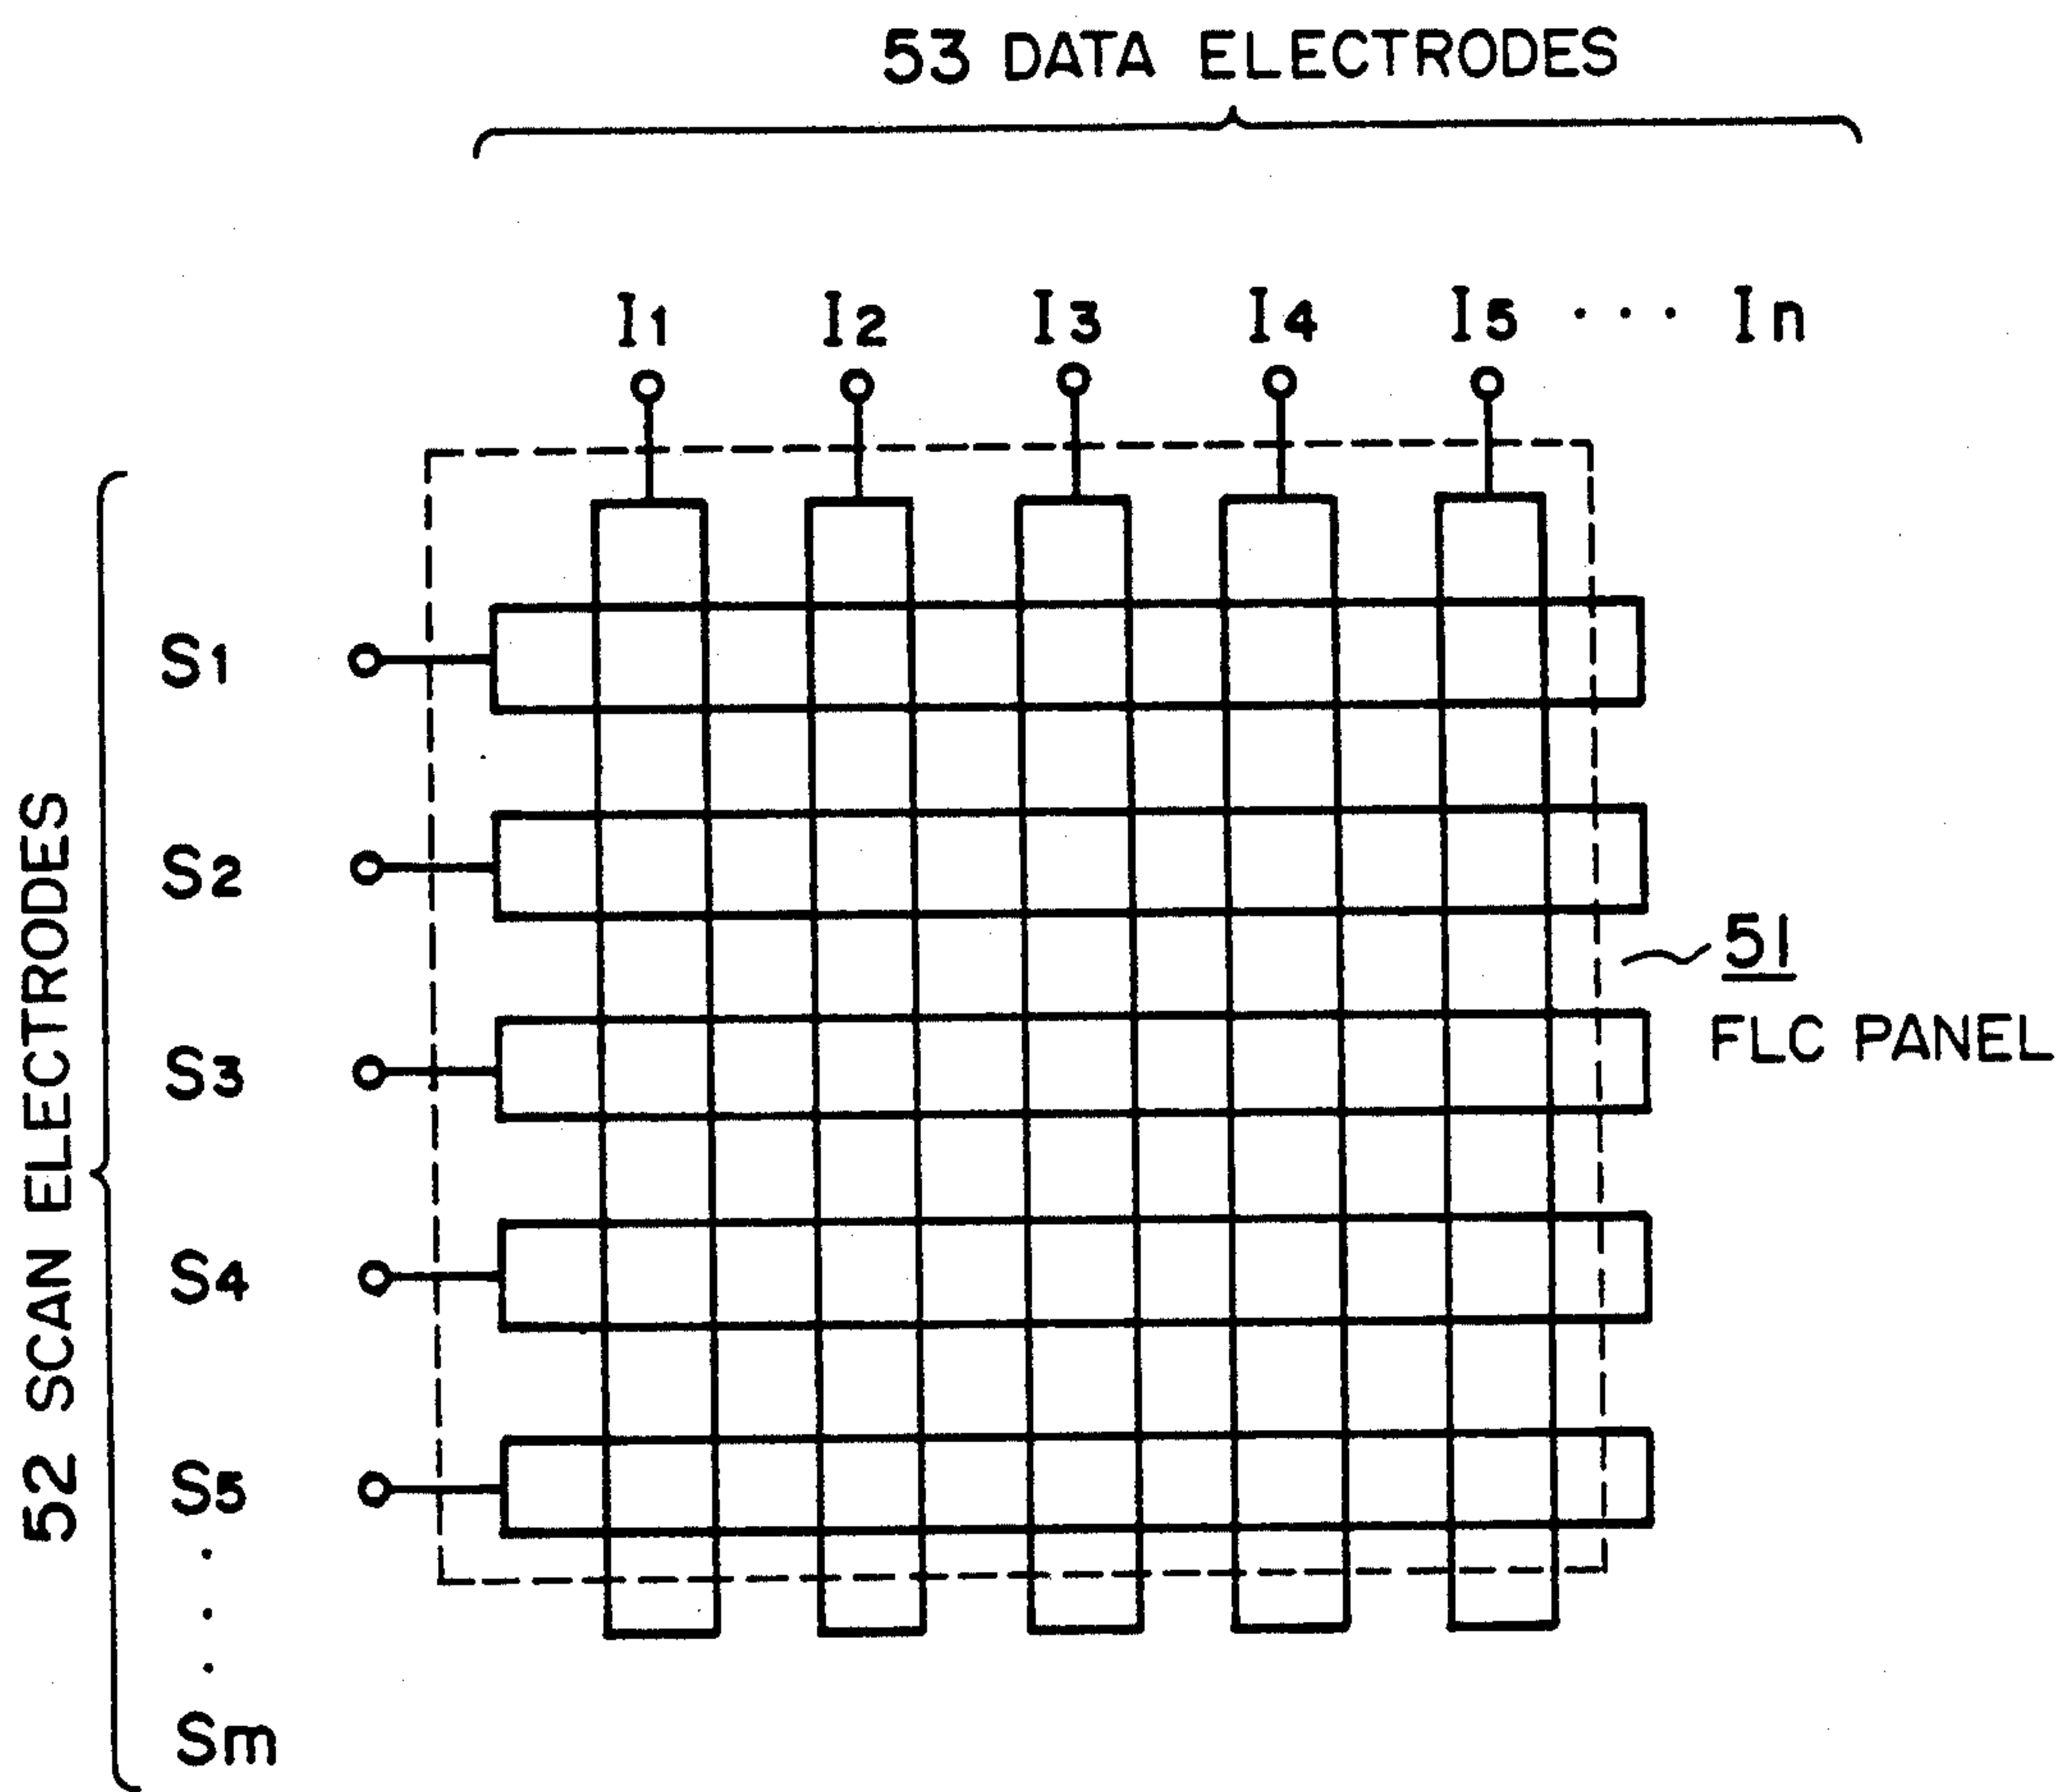 53 DATA ELECTRODES
I1 I2 I3 I4 I5 ... In
52 SCAN ELECTRODES
S1
S2
S3
S4
S5
.
.
.
Sm
51
FLC PANEL